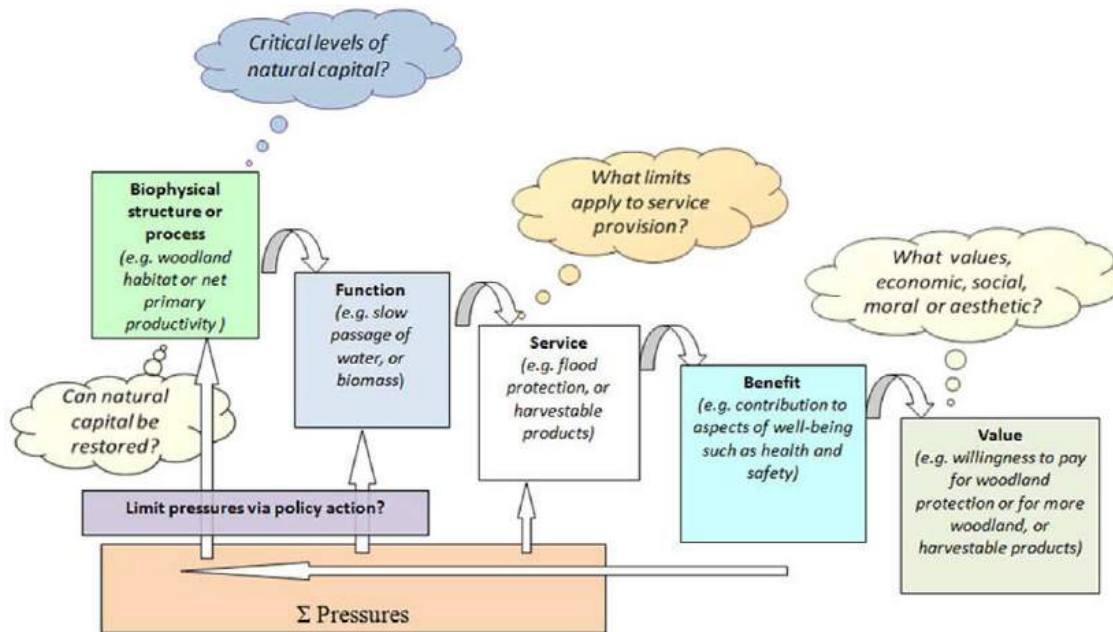 Critical levels of
natural capital?
Biophysical
structure or
process
(e.g. woodland
habitat or net
primary
productivity )
What limits
apply to service
provision?
Function
(e.g. slow
passage of
water, or
biomass)
What values,
economic, social,
moral or aesthetic?
Service
(e.g. flood
protection, or
harvestable
products)
Can natural
capital be
restored?
Benefit
(e.g. contribution to
aspects of well-being
such as health and
safety)
Value
(e.g. willingness to pay
for woodland
protection or for more
woodland, or
harvestable products)
Limit pressures via policy action?
Σ Pressures